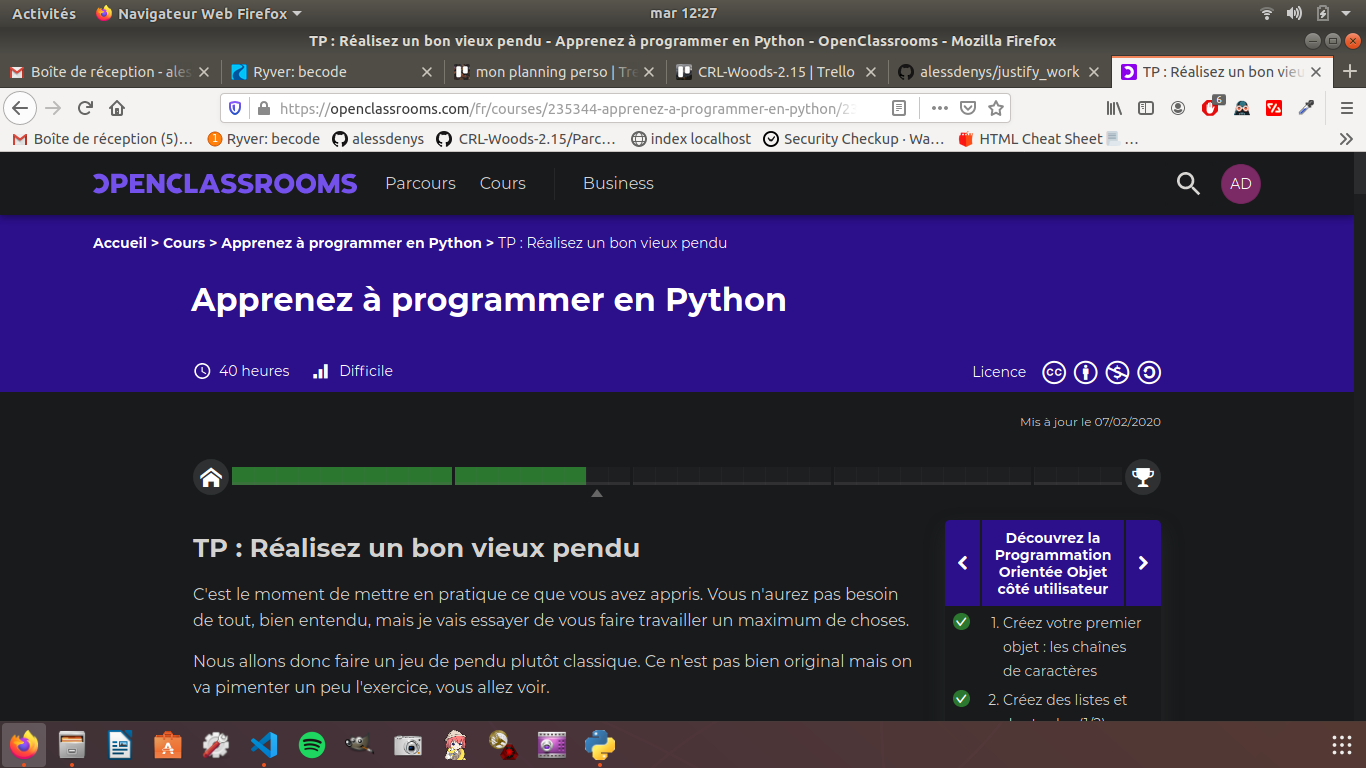 Activités Navigateur Web Firefox mar 12:27
TP : Réalisez un bon vieux pendu - Apprenez à programmer en Python - OpenClassrooms - Mozilla Firefox
Boîte de réception - ales Ryver: becode mon planning perso | Tre CRL-Woods-2.15 | Trello alessdenys/justify_work TP : Réalisez un bon vieu
https://openclassrooms.com/fr/courses/235344-apprenez-a-programmer-en-python/23 6
Boîte de réception (5)… Ryver: becode alessdenys CRL-Woods-2.15/Parc… index localhost Security Checkup · Wa… HTML Cheat Sheet …
OPENCLASSROOMS Parcours Cours Business AD
Accueil > Cours > Apprenez à programmer en Python > TP : Réalisez un bon vieux pendu
Apprenez à programmer en Python
40 heures Difficile Licence
Mis à jour le 07/02/2020
TP : Réalisez un bon vieux pendu
C'est le moment de mettre en pratique ce que vous avez appris. Vous n'aurez pas besoin
de tout, bien entendu, mais je vais essayer de vous faire travailler un maximum de choses.
Nous allons donc faire un jeu de pendu plutôt classique. Ce n'est pas bien original mais on
va pimenter un peu l'exercice, vous allez voir.
Découvrez la
Programmation
Orientée Objet
côté utilisateur
1. Créez votre premier
objet : les chaînes
de caractères
2. Créez des listes et